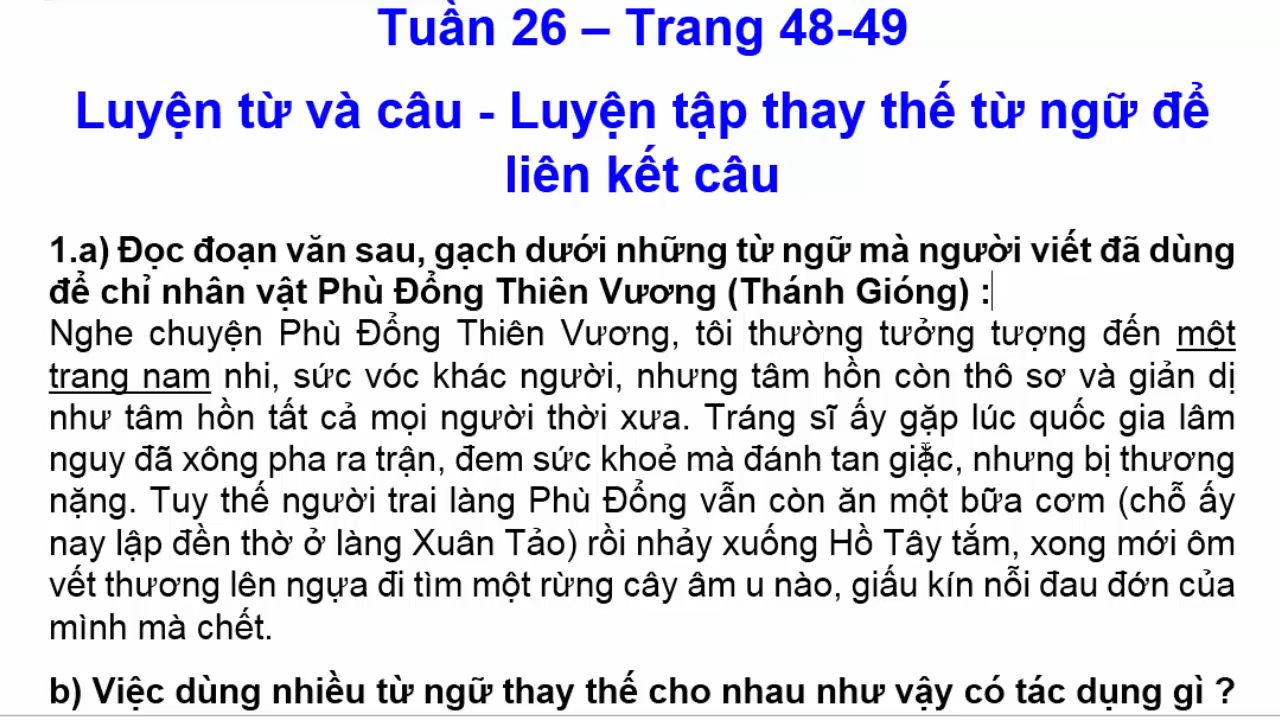 Tuần 26 – Trang 48-49
Luyện từ và câu - Luyện tập thay thế từ ngữ để
liên kết câu
1.a) Đọc đoạn văn sau, gạch dưới những từ ngữ mà người viết đã dùng
để chỉ nhân vật Phù Đổng Thiên Vương (Thánh Gióng) :
Nghe chuyện Phù Đổng Thiên Vương, tôi thường tưởng tượng đến một
trang nam nhi, sức vóc khác người, nhưng tâm hồn còn thô sơ và giản dị
như tâm hồn tất cả mọi người thời xưa. Tráng sĩ ấy gặp lúc quốc gia lâm
nguy đã xông pha ra trận, đem sức khoẻ mà đánh tan giặc, nhưng bị thương
nặng. Tuy thế người trai làng Phù Đổng vẫn còn ăn một bữa cơm (chỗ ấy
nay lập đền thờ ở làng Xuân Tảo) rồi nhảy xuống Hồ Tây tắm, xong mới ôm
vết thương lên ngựa đi tìm một rừng cây âm u nào, giấu kín nỗi đau đớn của
mình mà chết.
b) Việc dùng nhiều từ ngữ thay thế cho nhau như vậy có tác dụng gì ?